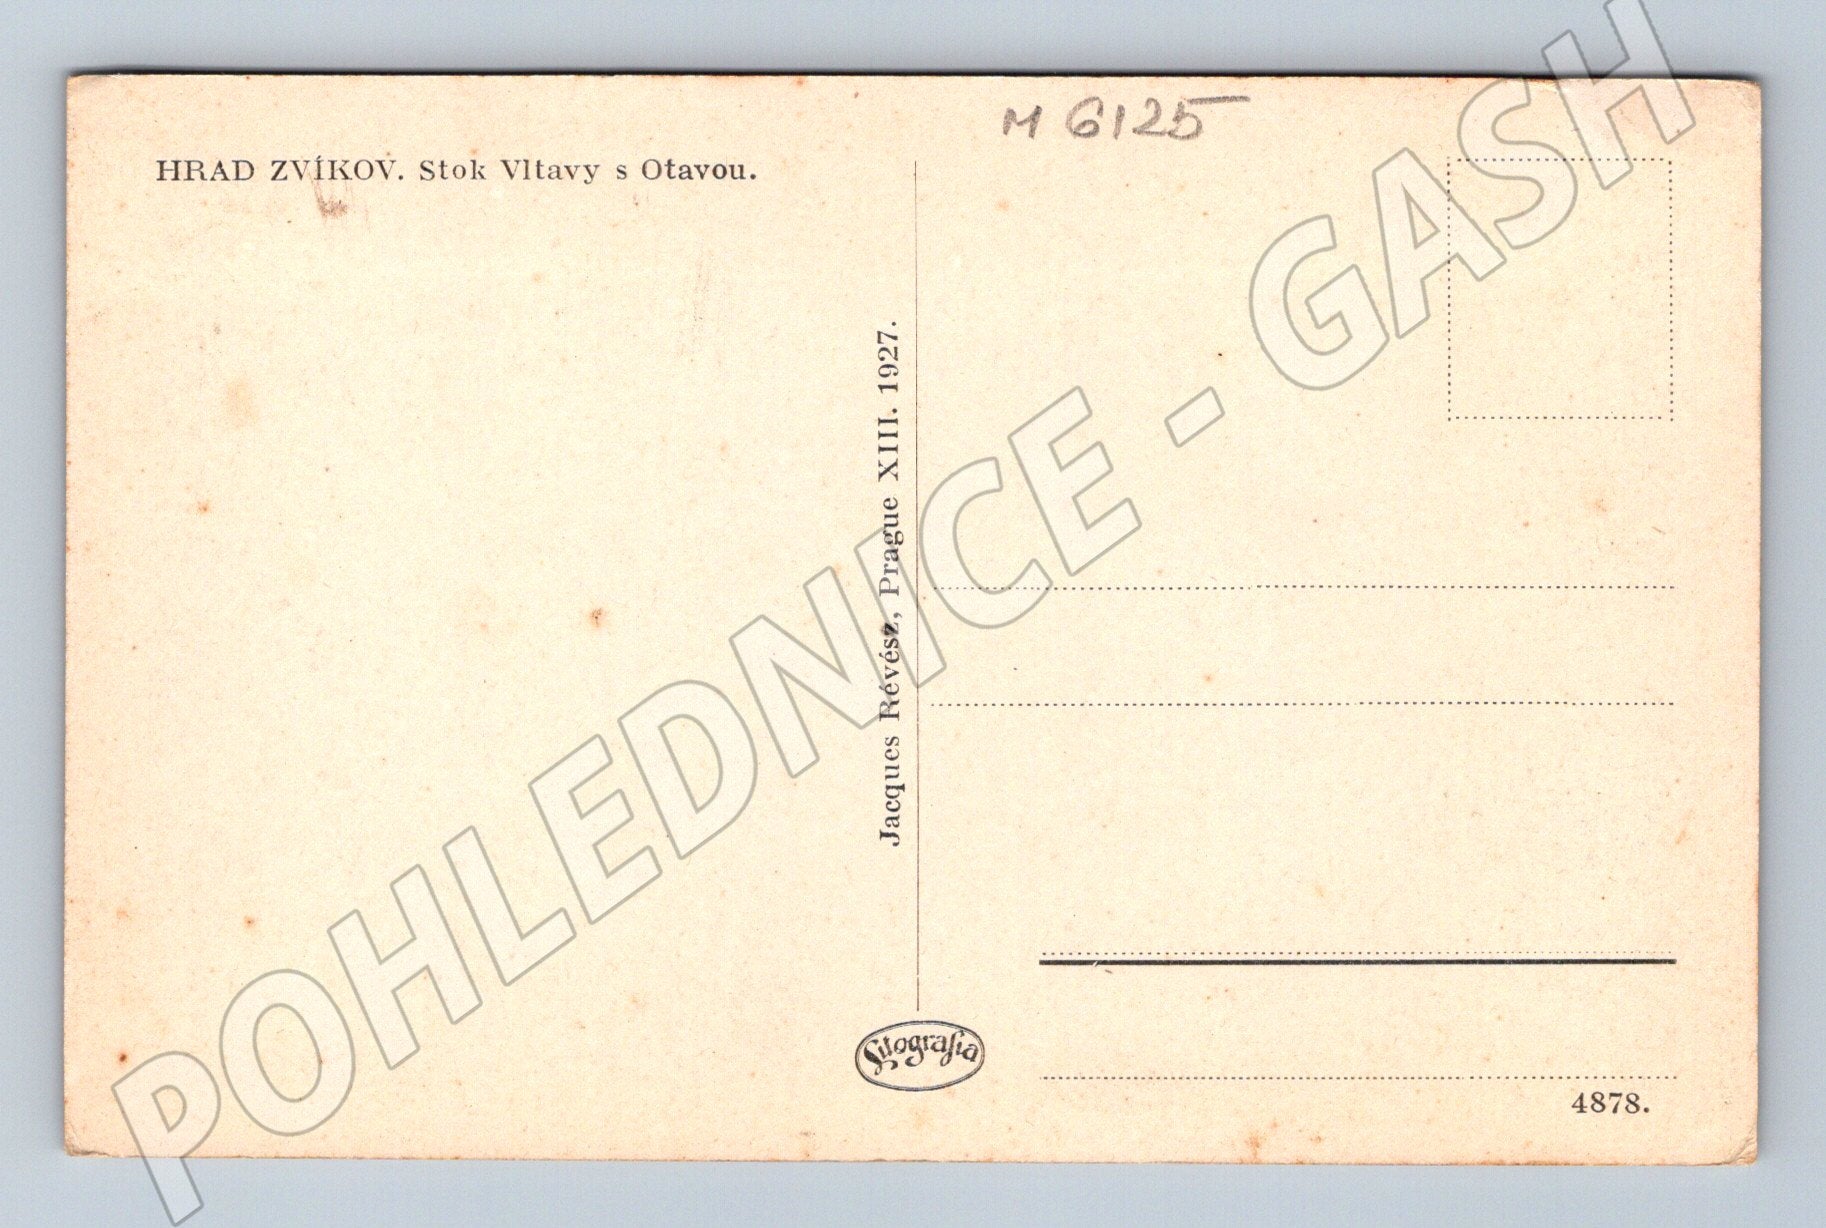 M 6125
HRAD ZVÍKOV. Stok Vltavy s Otavou.
Jacques Révész, Prague XIII. 1927.
Litografia
4878.
POHLEDNICE - GASH